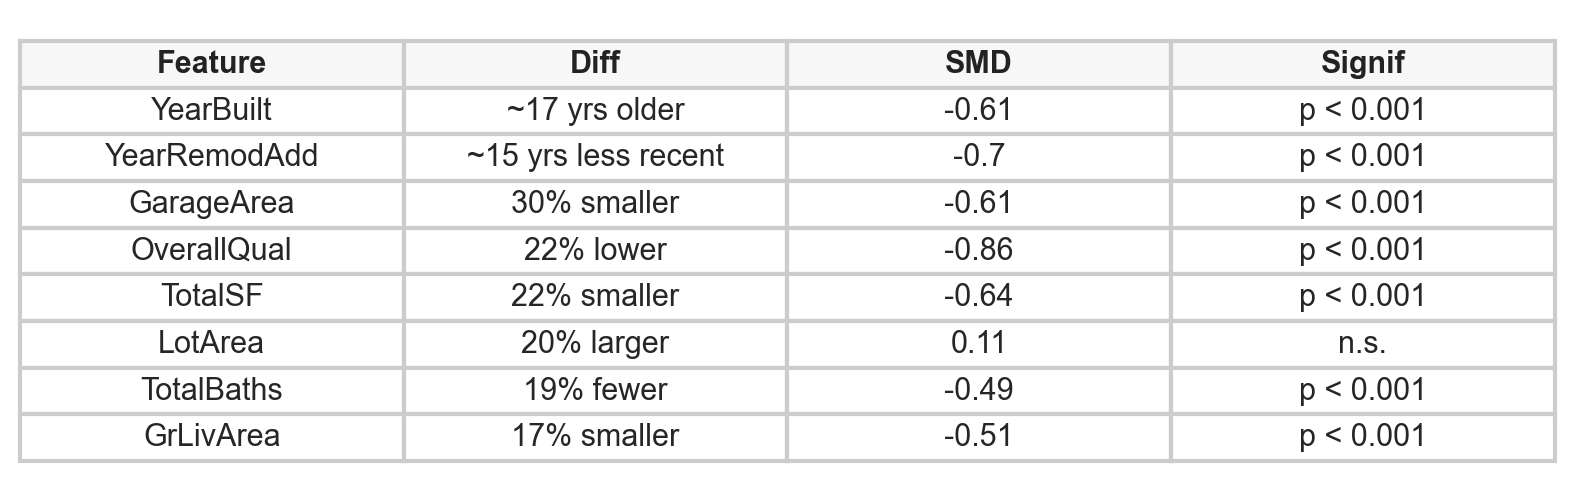 Feature Diff SMD Signif
YearBuilt ~17 yrs older -0.61 p < 0.001
YearRemodAdd ~15 yrs less recent -0.7 p < 0.001
GarageArea 30% smaller -0.61 p < 0.001
OverallQual 22% lower -0.86 p < 0.001
TotalSF 22% smaller -0.64 p < 0.001
LotArea 20% larger 0.11 n.s.
TotalBaths 19% fewer -0.49 p < 0.001
GrLivArea 17% smaller -0.51 p < 0.001